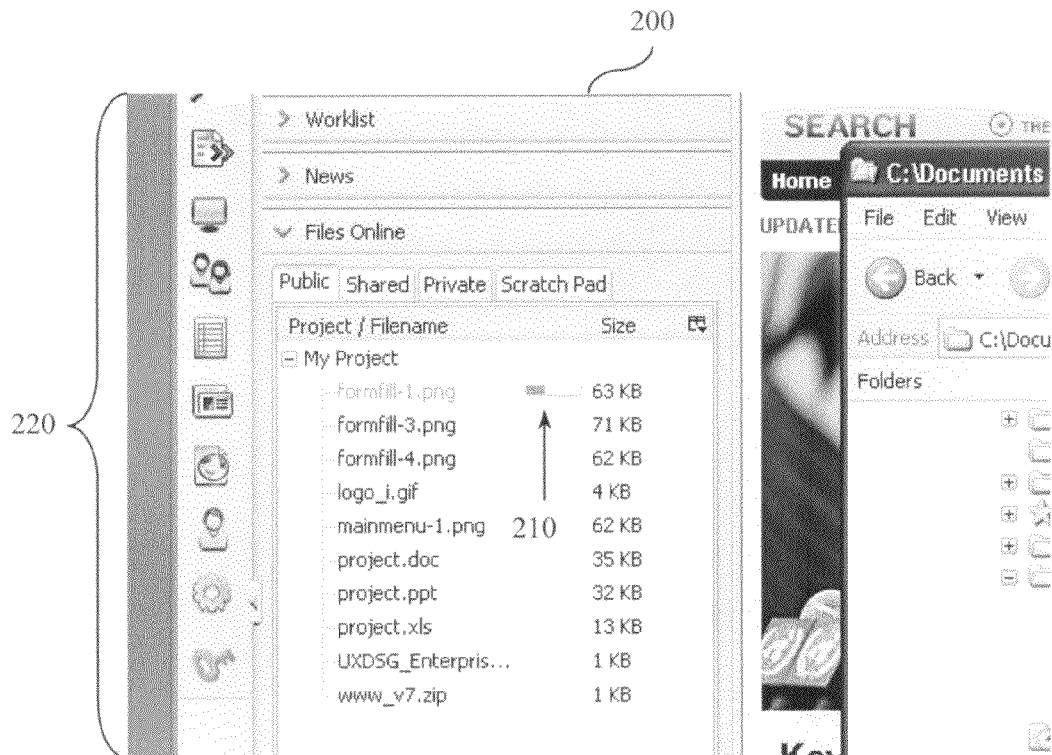 200
Worklist
News
Files Online
Public Shared Private Scratch Pad
Project / Filename Size
My Project
formfill-1.png 63 KB
formfill-3.png 71 KB
formfill-4.png 62 KB
logo_i.gif 4 KB
mainmenu-1.png 62 KB
project.doc 35 KB
project.ppt 32 KB
project.xls 13 KB
UXDSG_Enterpris... 1 KB
www_v7.zip 1 KB
210
220
SEARCH THE
Home
UPDATE
C:\Documents
File Edit View
Back
Address C:\Docu
Folders
Key